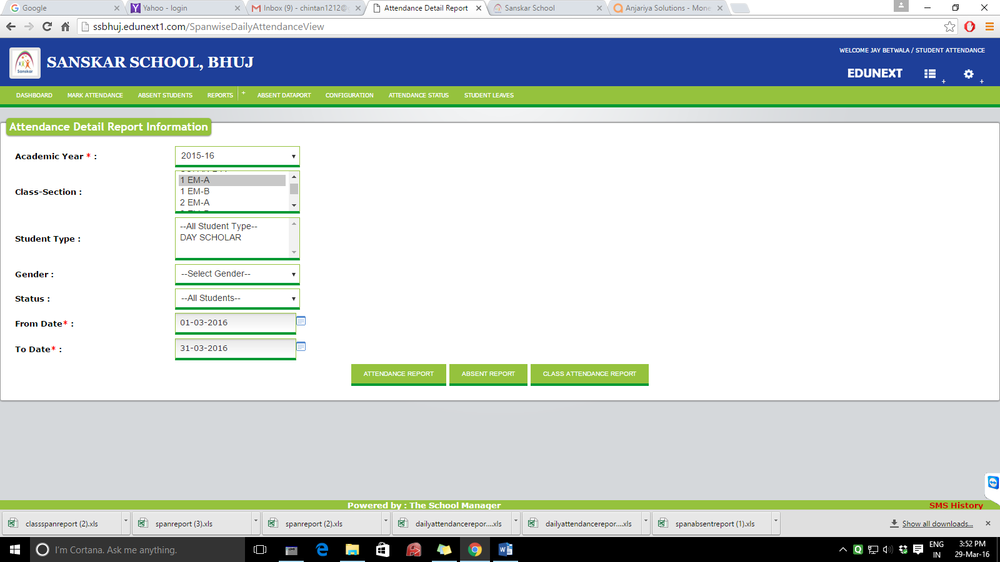 Google
Yahoo - login
Inbox (9) - chintan1212@
Attendance Detail Report
Sanskar School
Anjariya Solutions - Mone
ssbhuj.edunext1.com/SpanwiseDailyAttendanceView
Sanskar
SANSKAR SCHOOL, BHUJ
WELCOME JAY BETWALA / STUDENT ATTENDANCE
EDUNEXT
+
+
DASHBOARD MARK ATTENDANCE ABSENT STUDENTS REPORTS + ABSENT DATAPORT CONFIGURATION ATTENDANCE STATUS STUDENT LEAVES
Attendance Detail Report Information
Academic Year * : 2015-16
Class-Section :
1 EM-A
1 EM-B
2 EM-A
Student Type :
--All Student Type--
DAY SCHOLAR
Gender : --Select Gender--
Status : --All Students--
From Date* : 01-03-2016
To Date* : 31-03-2016
ATTENDANCE REPORT ABSENT REPORT CLASS ATTENDANCE REPORT
Powered by : The School Manager
SMS History
classspanreport (2).xls
spanreport (3).xls
spanreport (2).xls
dailyattendancerepor....xls
dailyattendancerepor....xls
spanabsentreport (1).xls
Show all downloads...
I'm Cortana. Ask me anything.
ENG
IN
3:52 PM
29-Mar-16